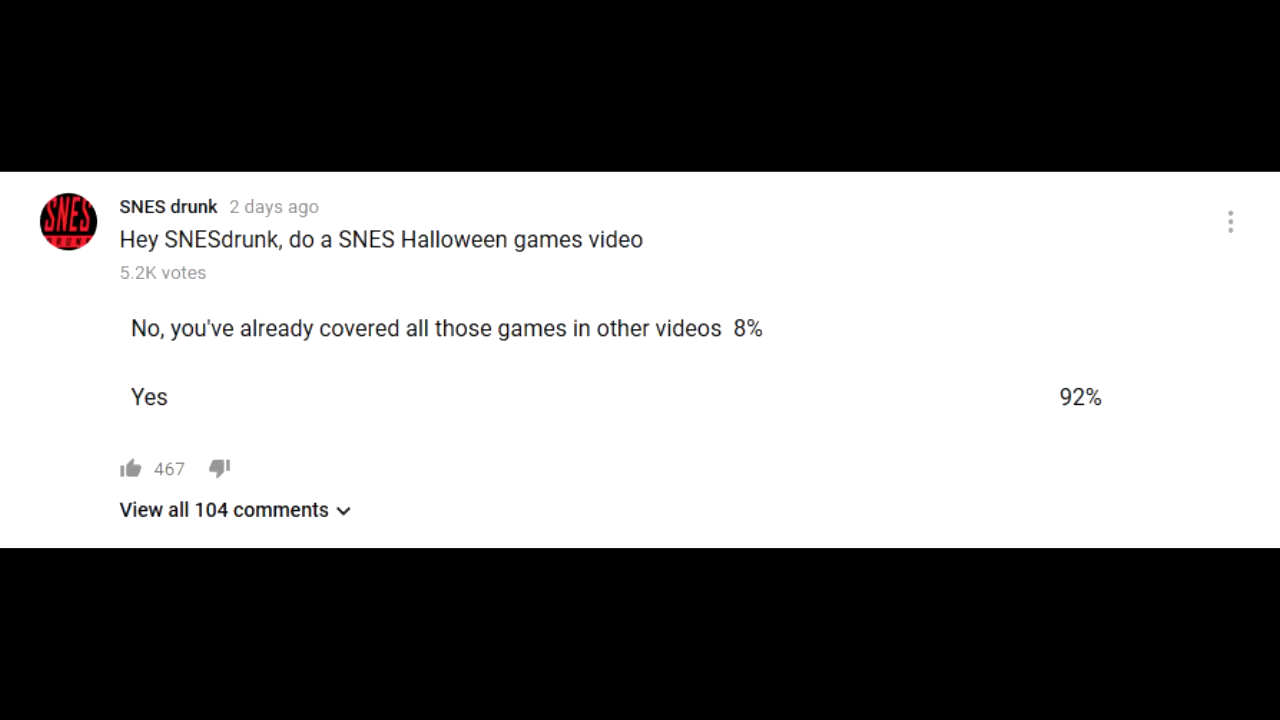 SNES
DRUNK
SNES drunk 2 days ago
Hey SNESdrunk, do a SNES Halloween games video
5.2K votes
No, you've already covered all those games in other videos 8%
Yes 92%
467
View all 104 comments